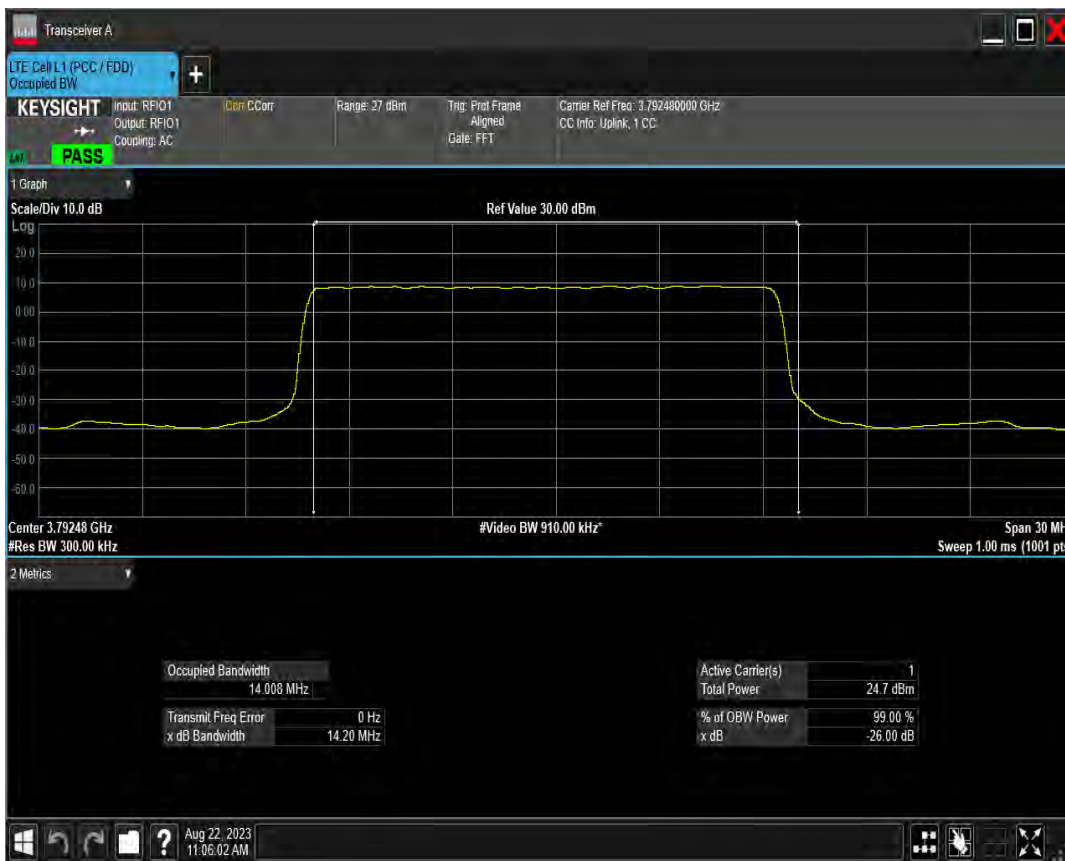 Transceiver A
LTE Cell L1 (PCC / FDD)
Occupied BW
+
KEYSIGHT
Input: RFIO1
Output: RFIO1
Coupling: AC
Corr CCorr
Range: 27 dBm
Trig: Prot Frame
Aligned
Gate: FFT
Carrier Ref Freq: 3.792480000 GHz
CC Info: Uplink, 1 CC
PASS
1 Graph
Scale/Div 10.0 dB
Ref Value 30.00 dBm
Log
20.0
10.0
0.00
-10.0
-20.0
-30.0
-40.0
-50.0
-60.0
Center 3.79248 GHz
#Video BW 910.00 kHz*
Span 30 MH
#Res BW 300.00 kHz
Sweep 1.00 ms (1001 pt
2 Metrics
Occupied Bandwidth
14.008 MHz
Transmit Freq Error 0 Hz
x dB Bandwidth 14.20 MHz
Active Carrier(s) 1
Total Power 24.7 dBm
% of OBW Power 99.00 %
x dB -26.00 dB
?
Aug 22, 2023
11:06:02 AM